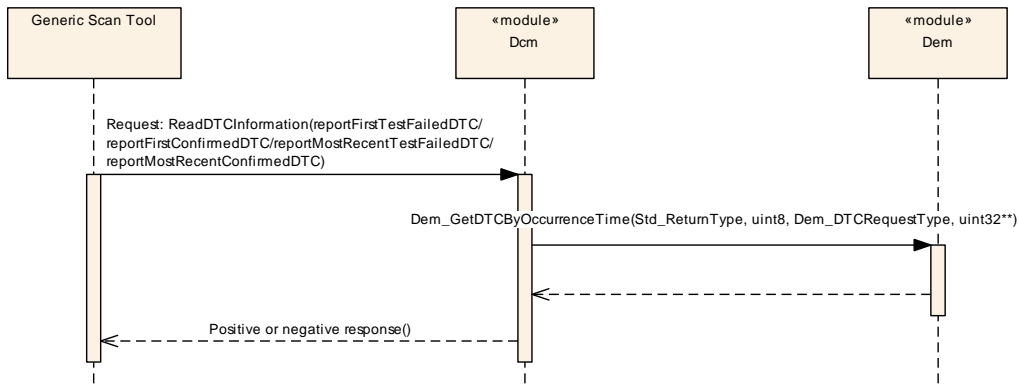 Generic Scan Tool
«module»
Dcm
«module»
Dem
Request: ReadDTCInformation(reportFirstTestFailedDTC/
reportFirstConfirmedDTC/reportMostRecentTestFailedDTC/
reportMostRecentConfirmedDTC)
Dem_GetDTCByOccurrenceTime(Std_ReturnType, uint8, Dem_DTCRequestType, uint32**)
Positive or negative response()